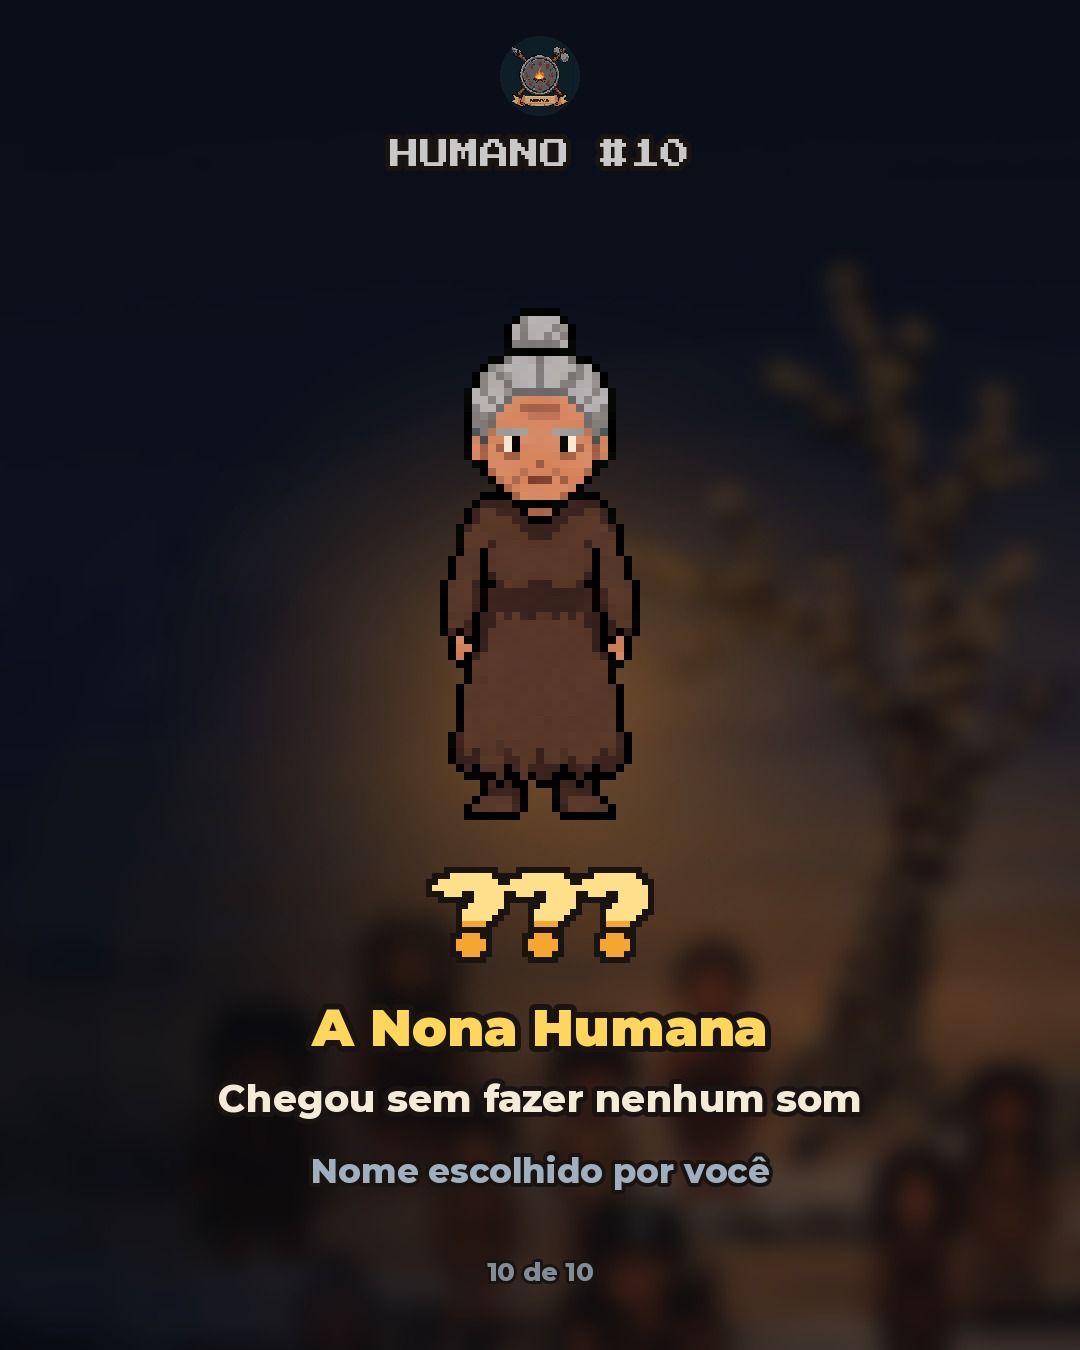 HUMANO #10
???
A Nona Humana
Chegou sem fazer nenhum som
Nome escolhido por você
10 de 10